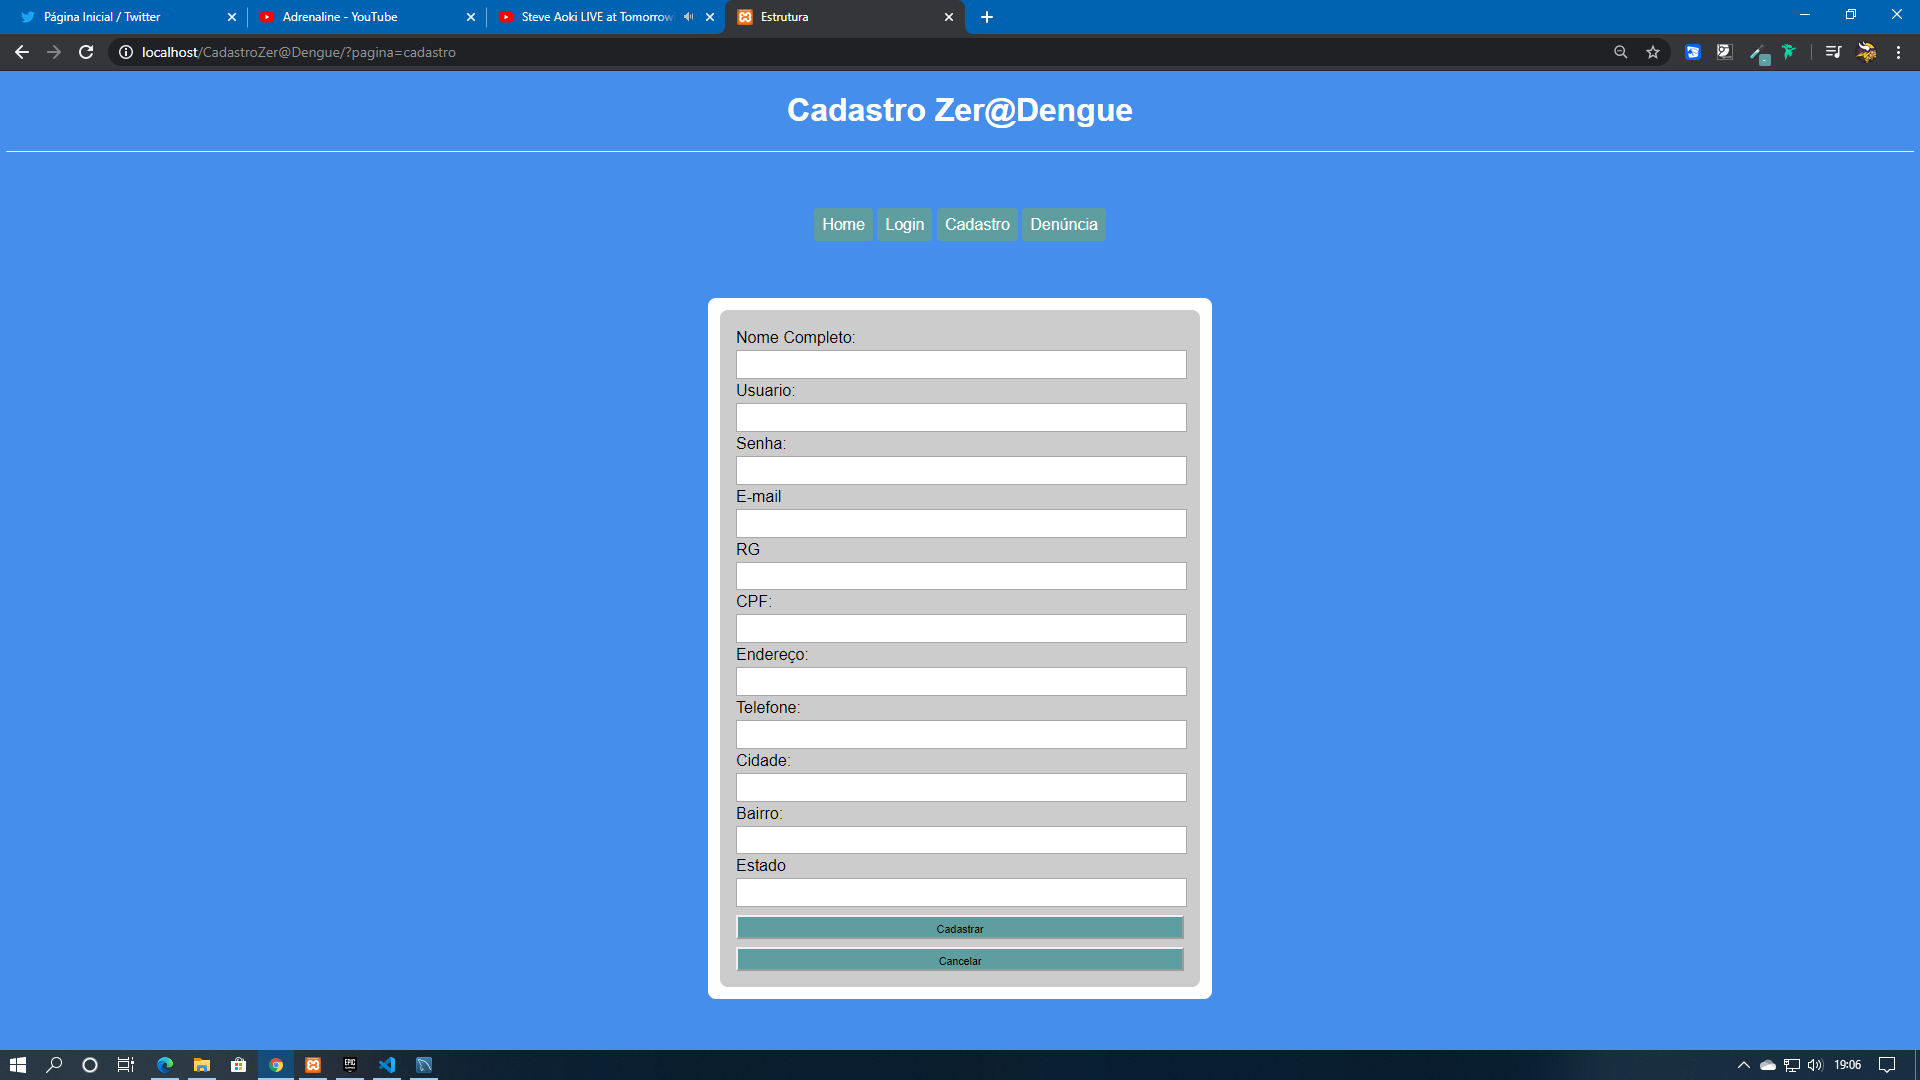 Página Inicial / Twitter
Adrenaline - YouTube
Steve Aoki LIVE at Tomorrow
Estrutura
localhost/CadastroZer@Dengue/?pagina=cadastro
Cadastro Zer@Dengue
Home Login Cadastro Denúncia
Nome Completo:
Usuario:
Senha:
E-mail
RG
CPF:
Endereço:
Telefone:
Cidade:
Bairro:
Estado
Cadastrar
Cancelar
EPIC
19:06